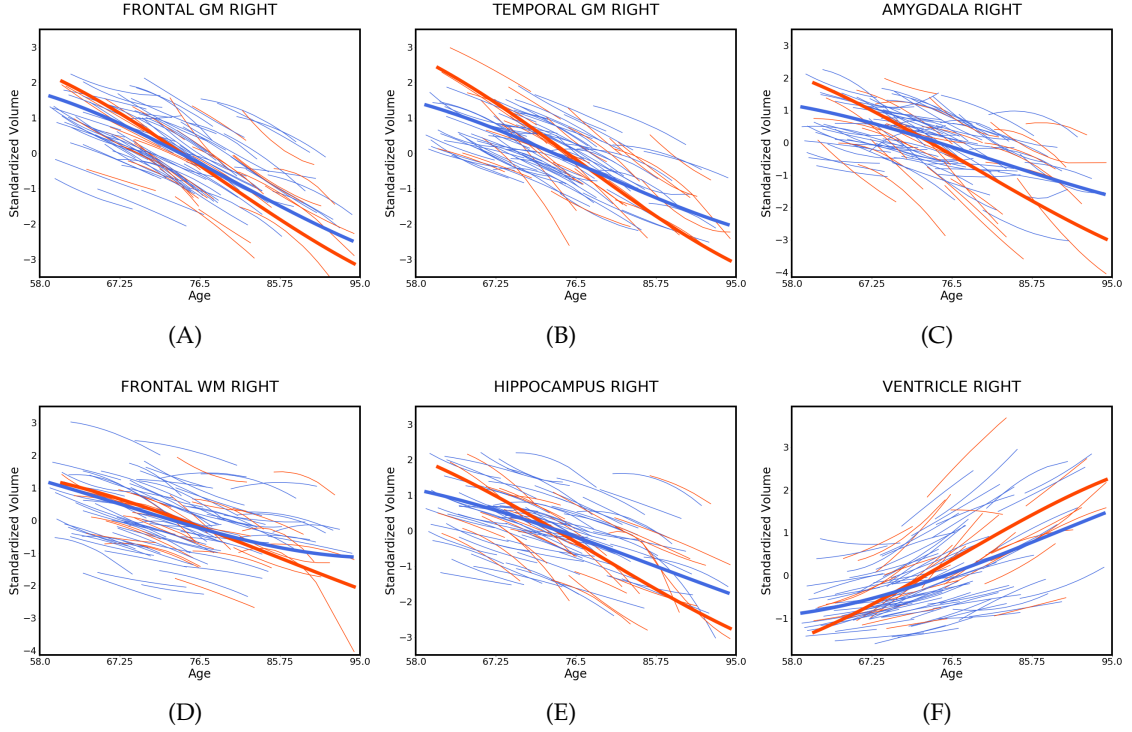 FRONTAL GM RIGHT
Standardized Volume
3
2
1
0
−1
−2
−3
58.0 67.25 76.5 85.75 95.0
Age
(A)
TEMPORAL GM RIGHT
Standardized Volume
3
2
1
0
−1
−2
−3
58.0 67.25 76.5 85.75 95.0
Age
(B)
AMYGDALA RIGHT
Standardized Volume
3
2
1
0
−1
−2
−3
−4
58.0 67.25 76.5 85.75 95.0
Age
(C)
FRONTAL WM RIGHT
Standardized Volume
3
2
1
0
−1
−2
−3
−4
58.0 67.25 76.5 85.75 95.0
Age
(D)
HIPPOCAMPUS RIGHT
Standardized Volume
3
2
1
0
−1
−2
−3
58.0 67.25 76.5 85.75 95.0
Age
(E)
VENTRICLE RIGHT
Standardized Volume
3
2
1
0
−1
58.0 67.25 76.5 85.75 95.0
Age
(F)